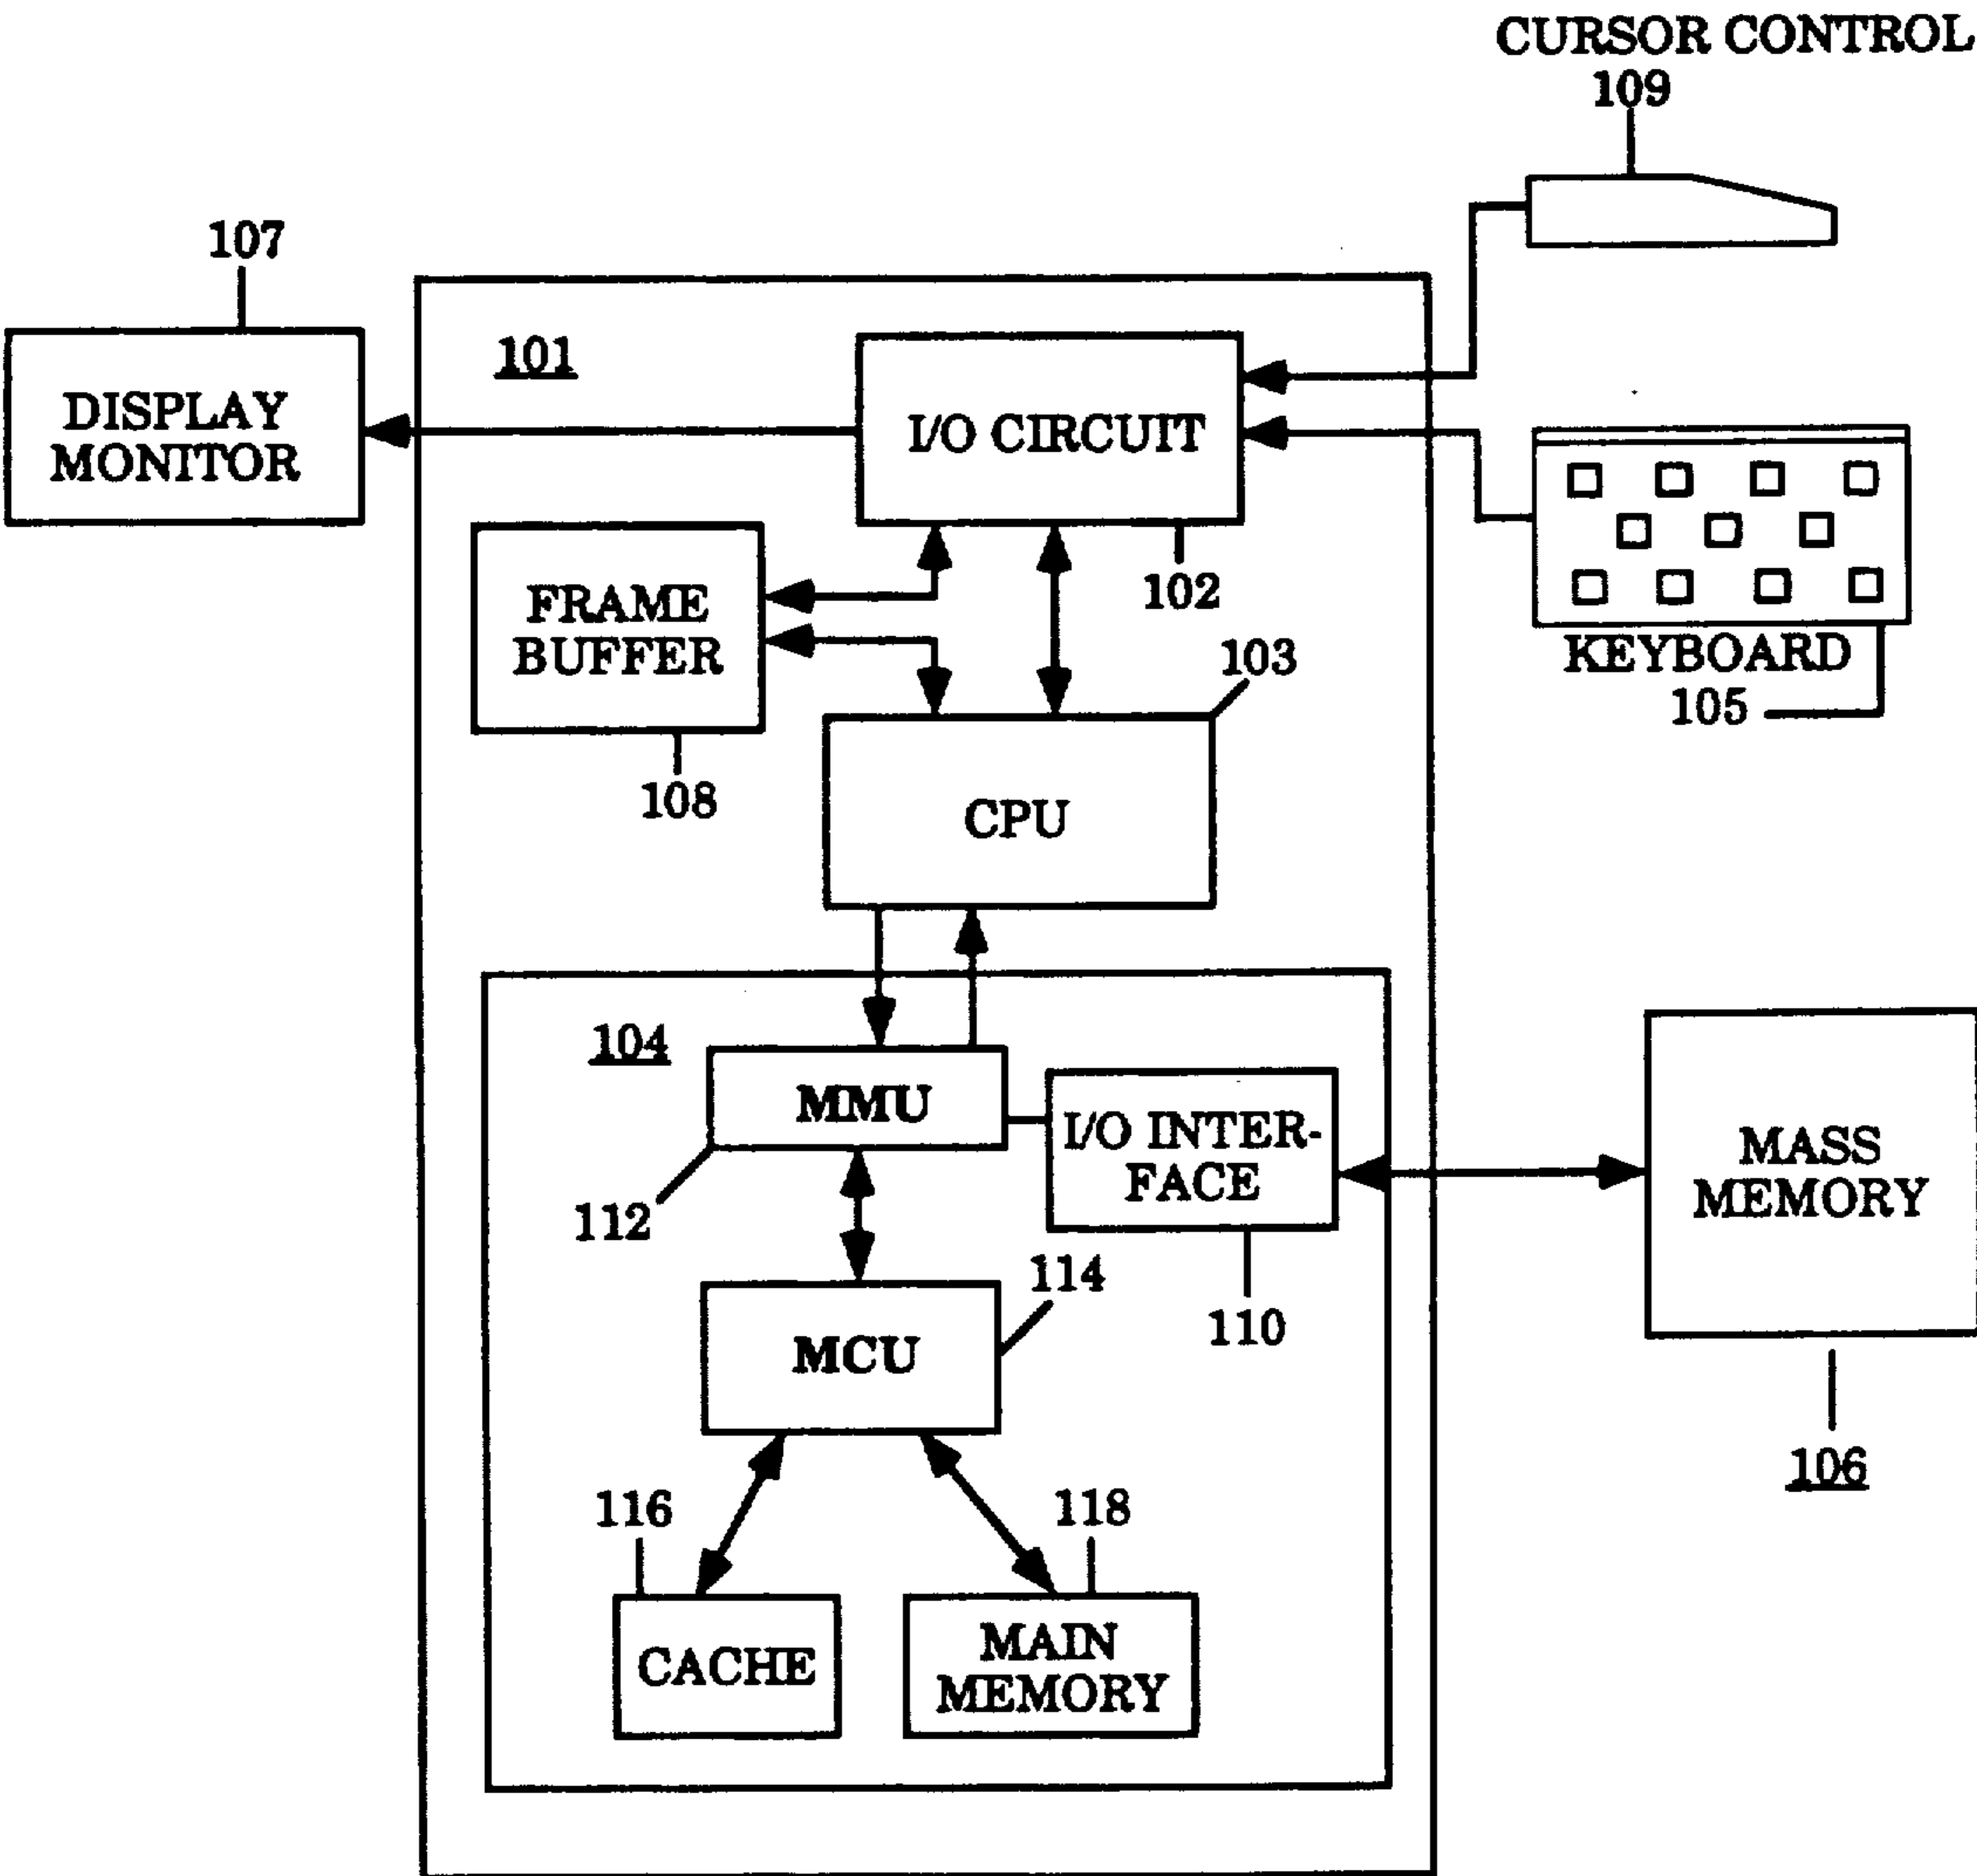 CURSOR CONTROL
109
107
101
DISPLAY
MONITOR
I/O CIRCUIT
102
FRAME
BUFFER
108
103
KEYBOARD
105
CPU
104
MMU
112
I/O INTER-
FACE
110
MASS
MEMORY
106
114
MCU
116
118
CACHE
MAIN
MEMORY